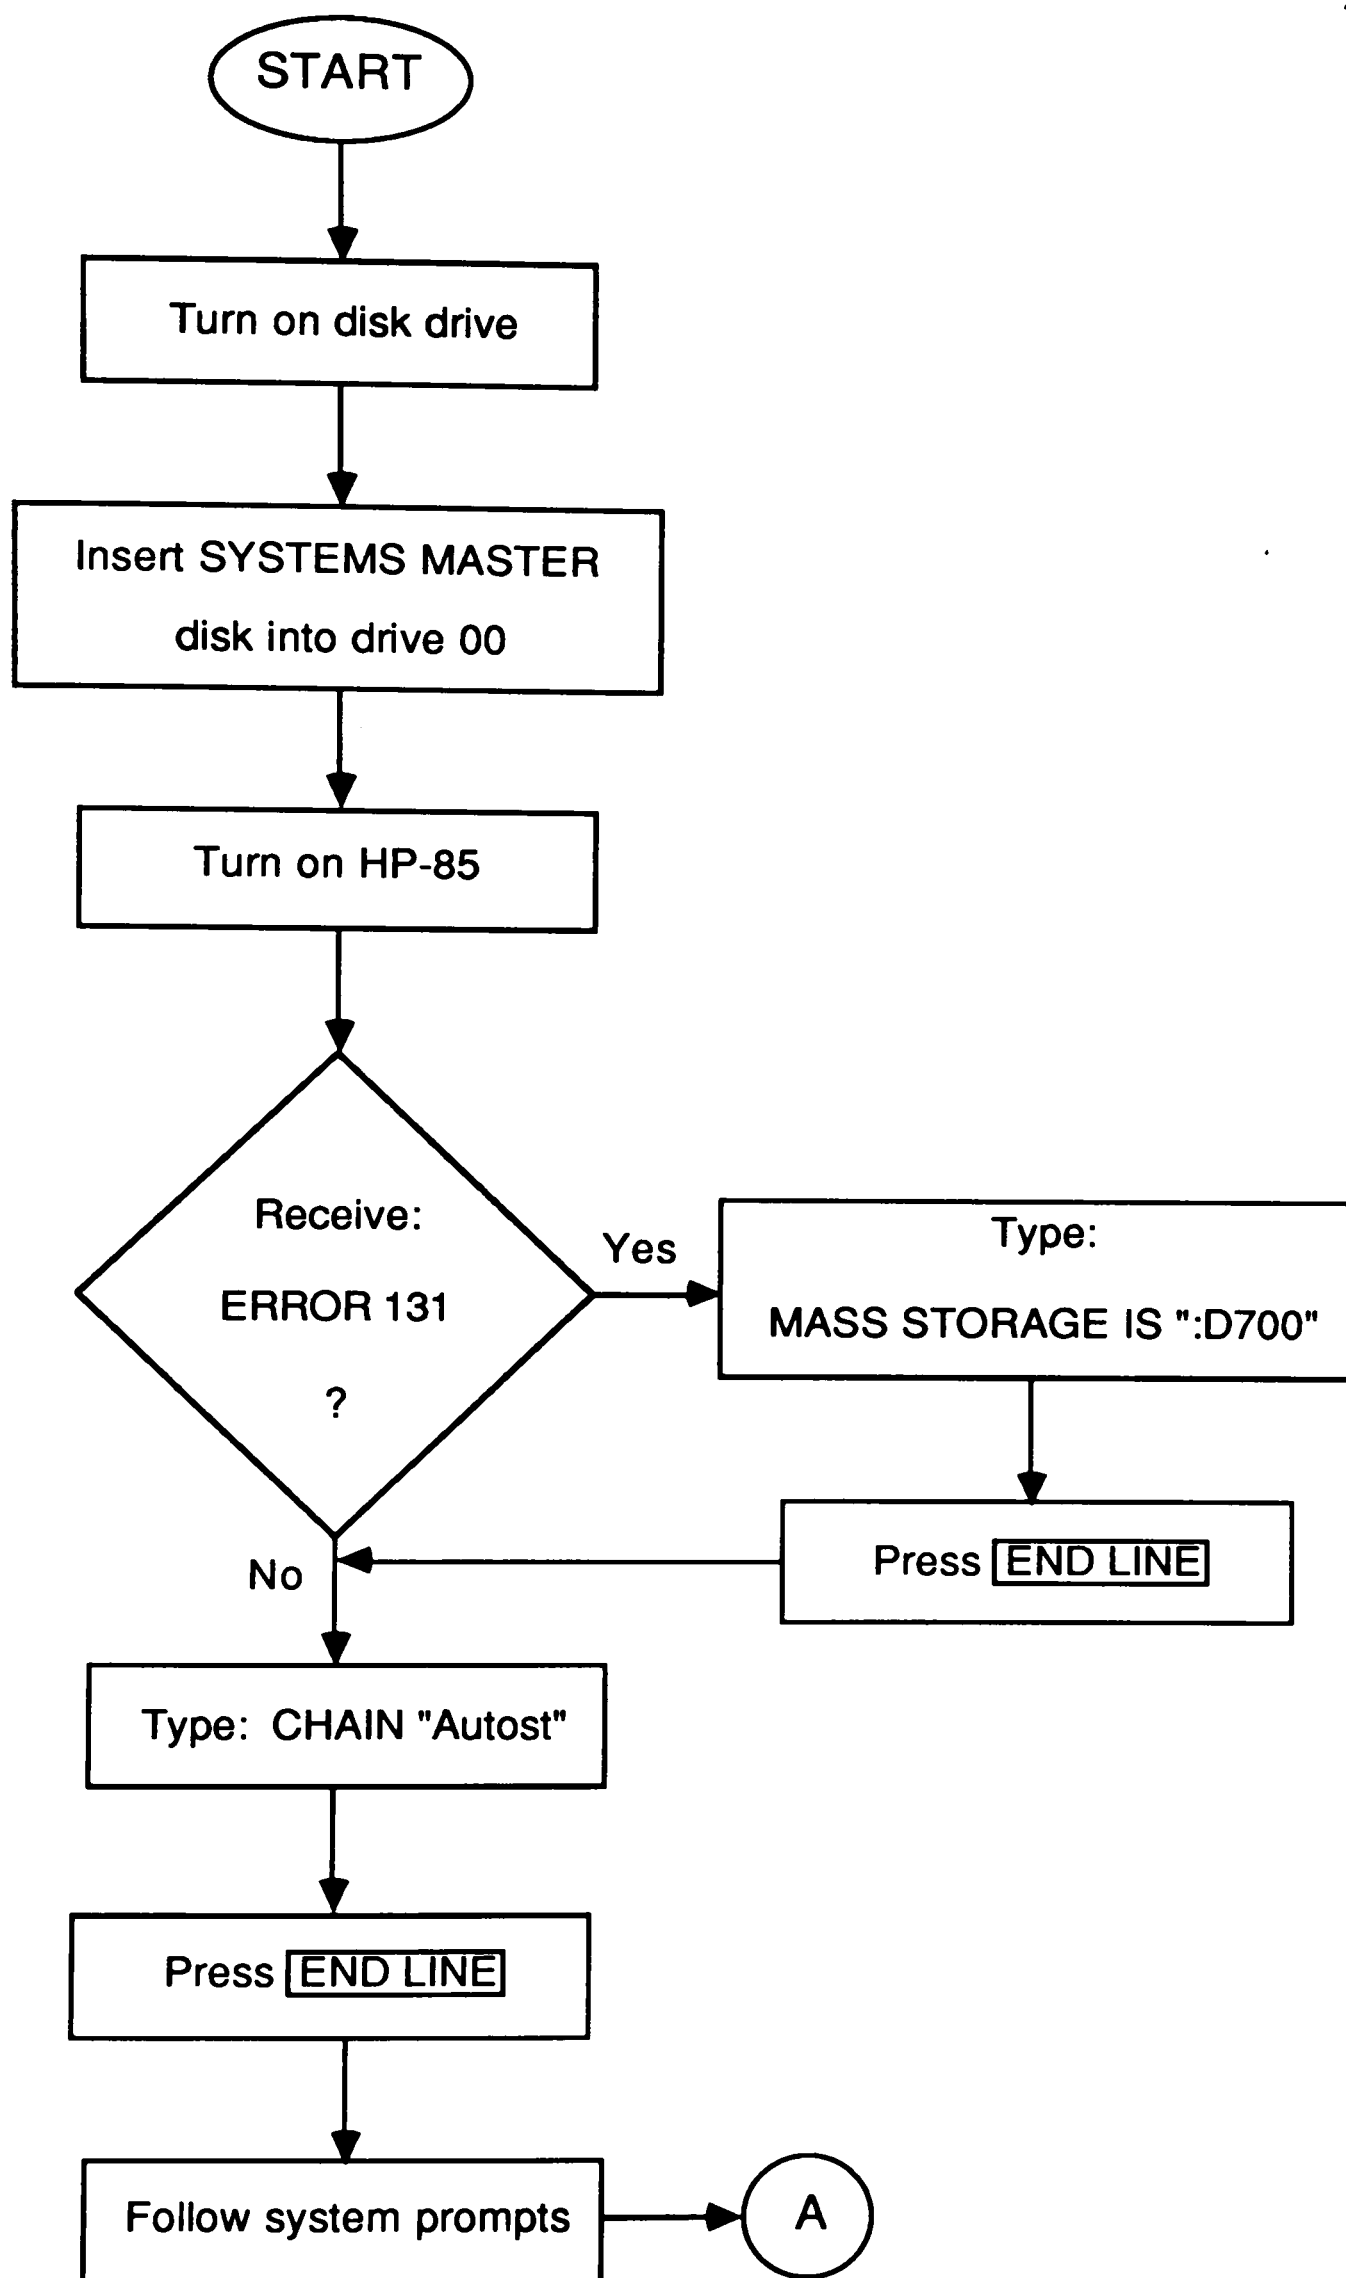 START
Turn on disk drive
Insert SYSTEMS MASTER
disk into drive 00
Turn on HP-85
Receive:
ERROR 131
?
Yes
Type:
MASS STORAGE IS ":D700"
Press END LINE
No
Type: CHAIN "Autost"
Press END LINE
Follow system prompts
A